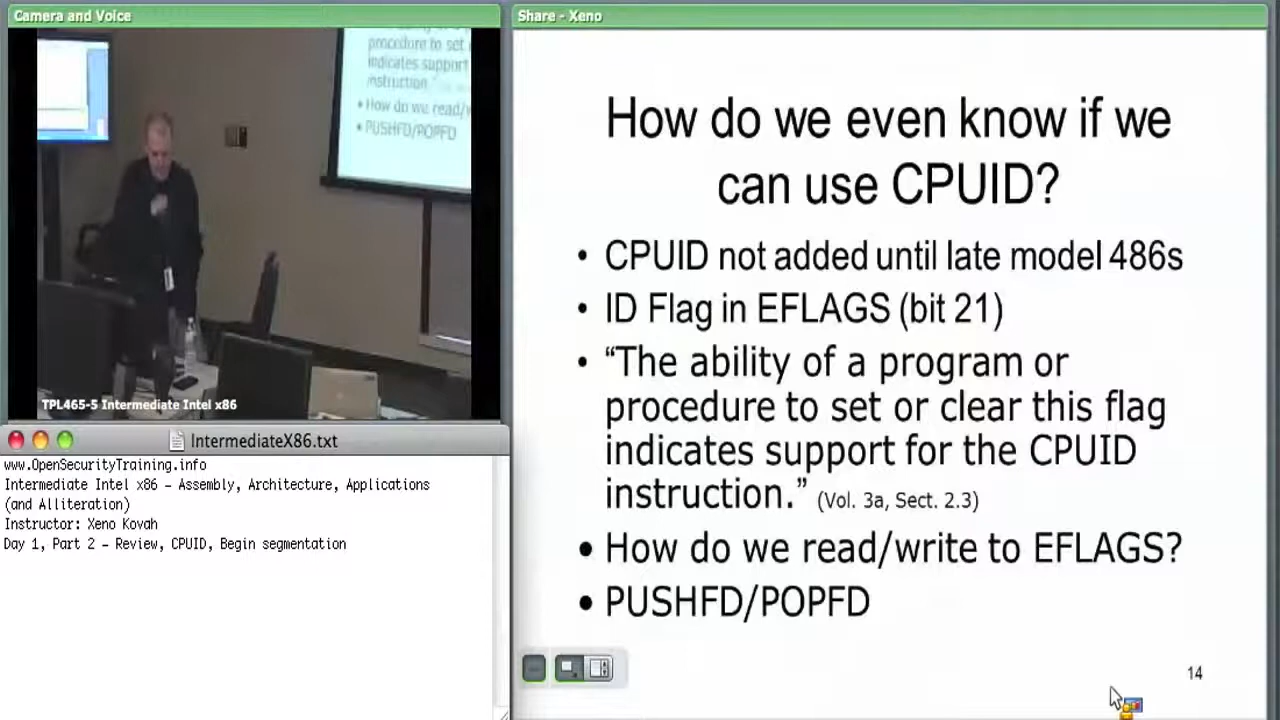 Camera and Voice
procedure to set
indicates support
instruction.
• How do we read/
• PUSHFD/POPFD
TPL465-5 Intermediate Intel x86
IntermediateX86.txt
www.OpenSecurityTraining.info
Intermediate Intel x86 – Assembly, Architecture, Applications
(and Alliteration)
Instructor: Xeno Kovah
Day 1, Part 2 – Review, CPUID, Begin segmentation
Share - Xeno
How do we even know if we
can use CPUID?
• CPUID not added until late model 486s
• ID Flag in EFLAGS (bit 21)
• “The ability of a program or
procedure to set or clear this flag
indicates support for the CPUID
instruction.” (Vol. 3a, Sect. 2.3)
• How do we read/write to EFLAGS?
• PUSHFD/POPFD
14